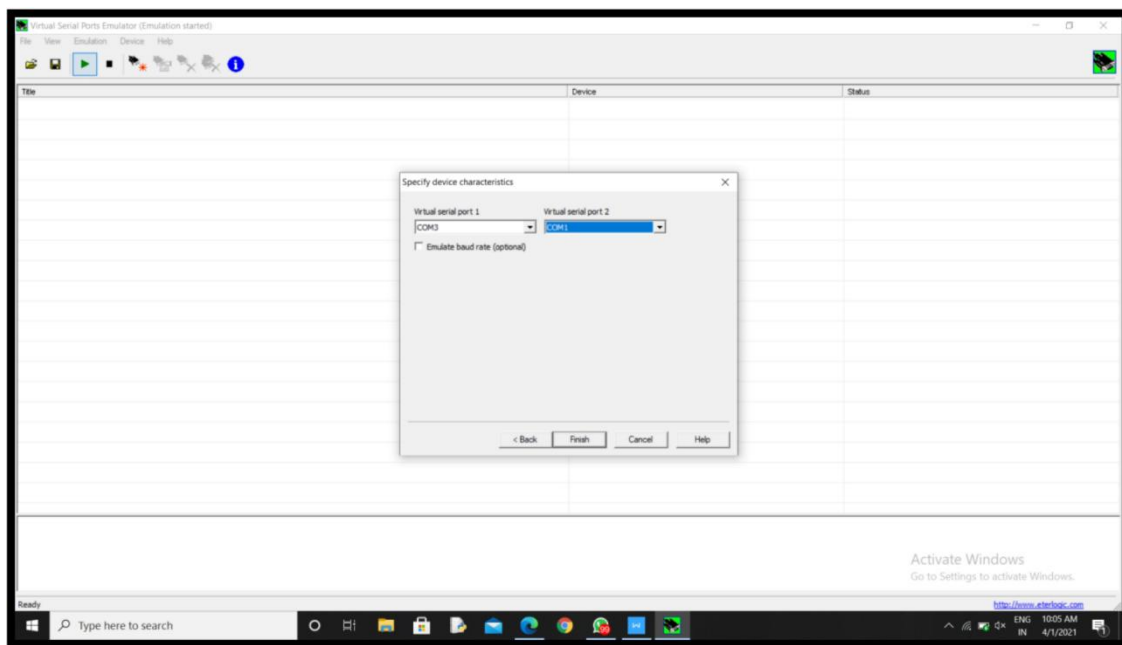 Virtual Serial Ports Emulator (Emulation started)
File View Emulation Device Help
Title Device Status
Specify device characteristics
Virtual serial port 1 Virtual serial port 2
COM3 COM1
Emulate baud rate (optional)
< Back Finish Cancel Help
Activate Windows
Go to Settings to activate Windows.
Ready http://www.eterlogic.com
Type here to search
ENG 10:05 AM
IN 4/1/2021